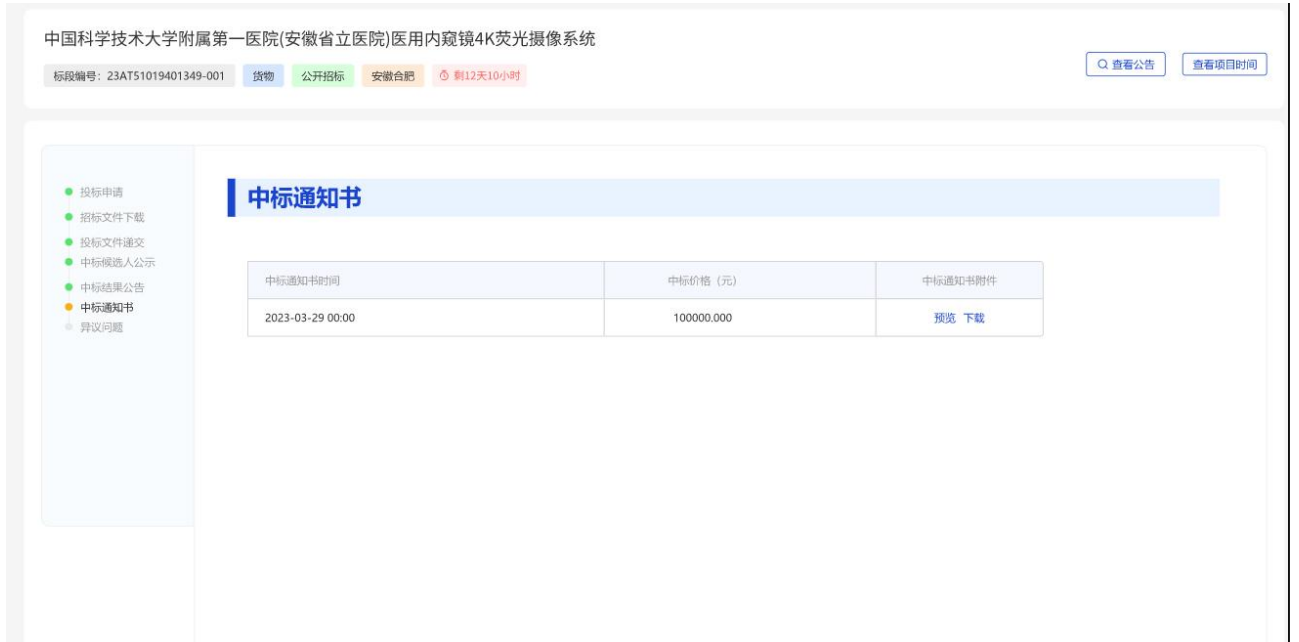 中国科学技术大学附属第一医院(安徽省立医院)医用内窥镜4K荧光摄像系统
标段编号：23AT51019401349-001 货物 公开招标 安徽合肥 剩12天10小时 查看公告 查看项目时间
投标申请
招标文件下载
投标文件递交
中标候选人公示
中标结果公告
中标通知书
异议问题
中标通知书
中标通知书时间 中标价格（元） 中标通知书附件
2023-03-29 00:00 100000.000 预览 下载